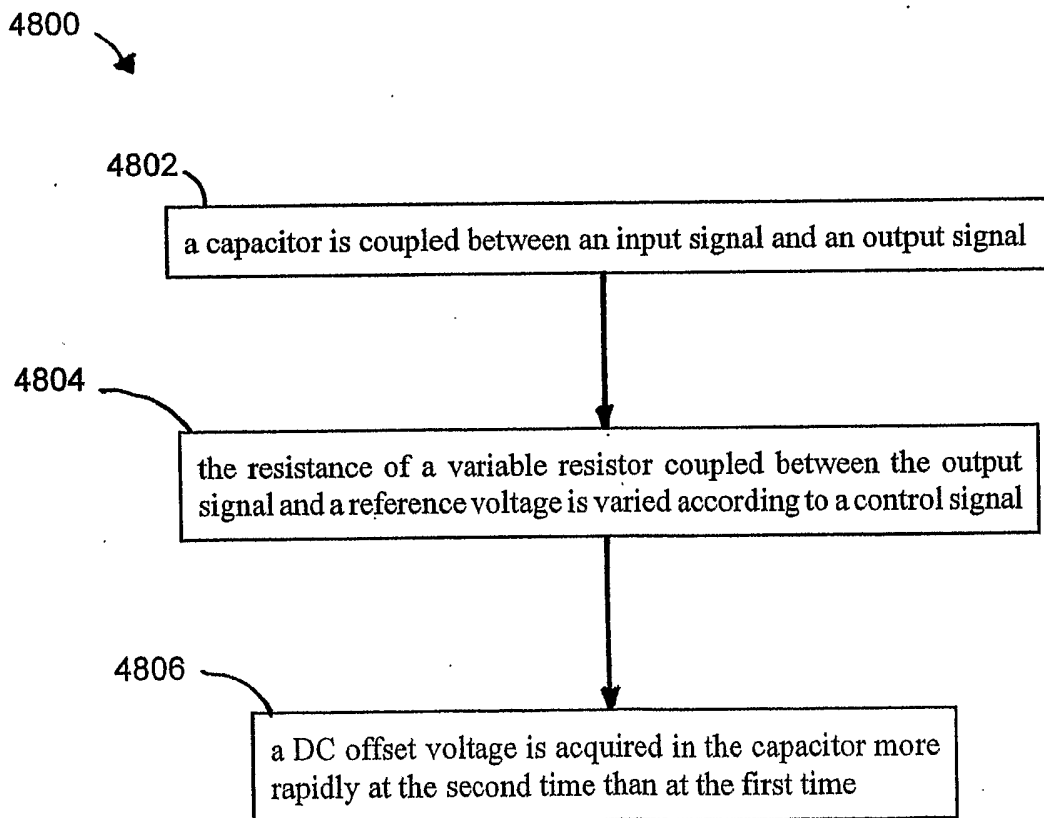 4800
4802
a capacitor is coupled between an input signal and an output signal
4804
the resistance of a variable resistor coupled between the output
signal and a reference voltage is varied according to a control signal
4806
a DC offset voltage is acquired in the capacitor more
rapidly at the second time than at the first time